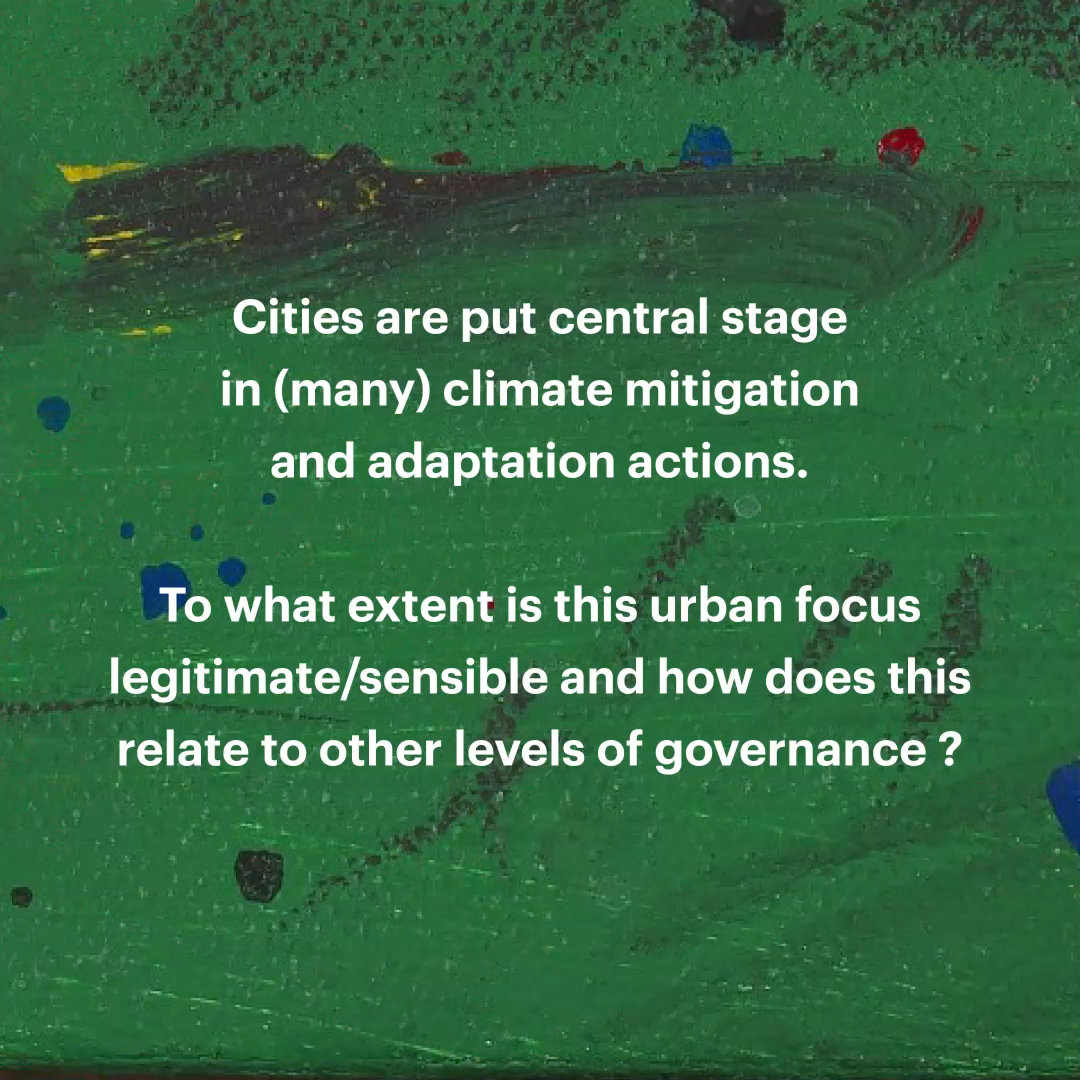 Cities are put central stage
in (many) climate mitigation
and adaptation actions.
To what extent is this urban focus
legitimate/sensible and how does this
relate to other levels of governance ?